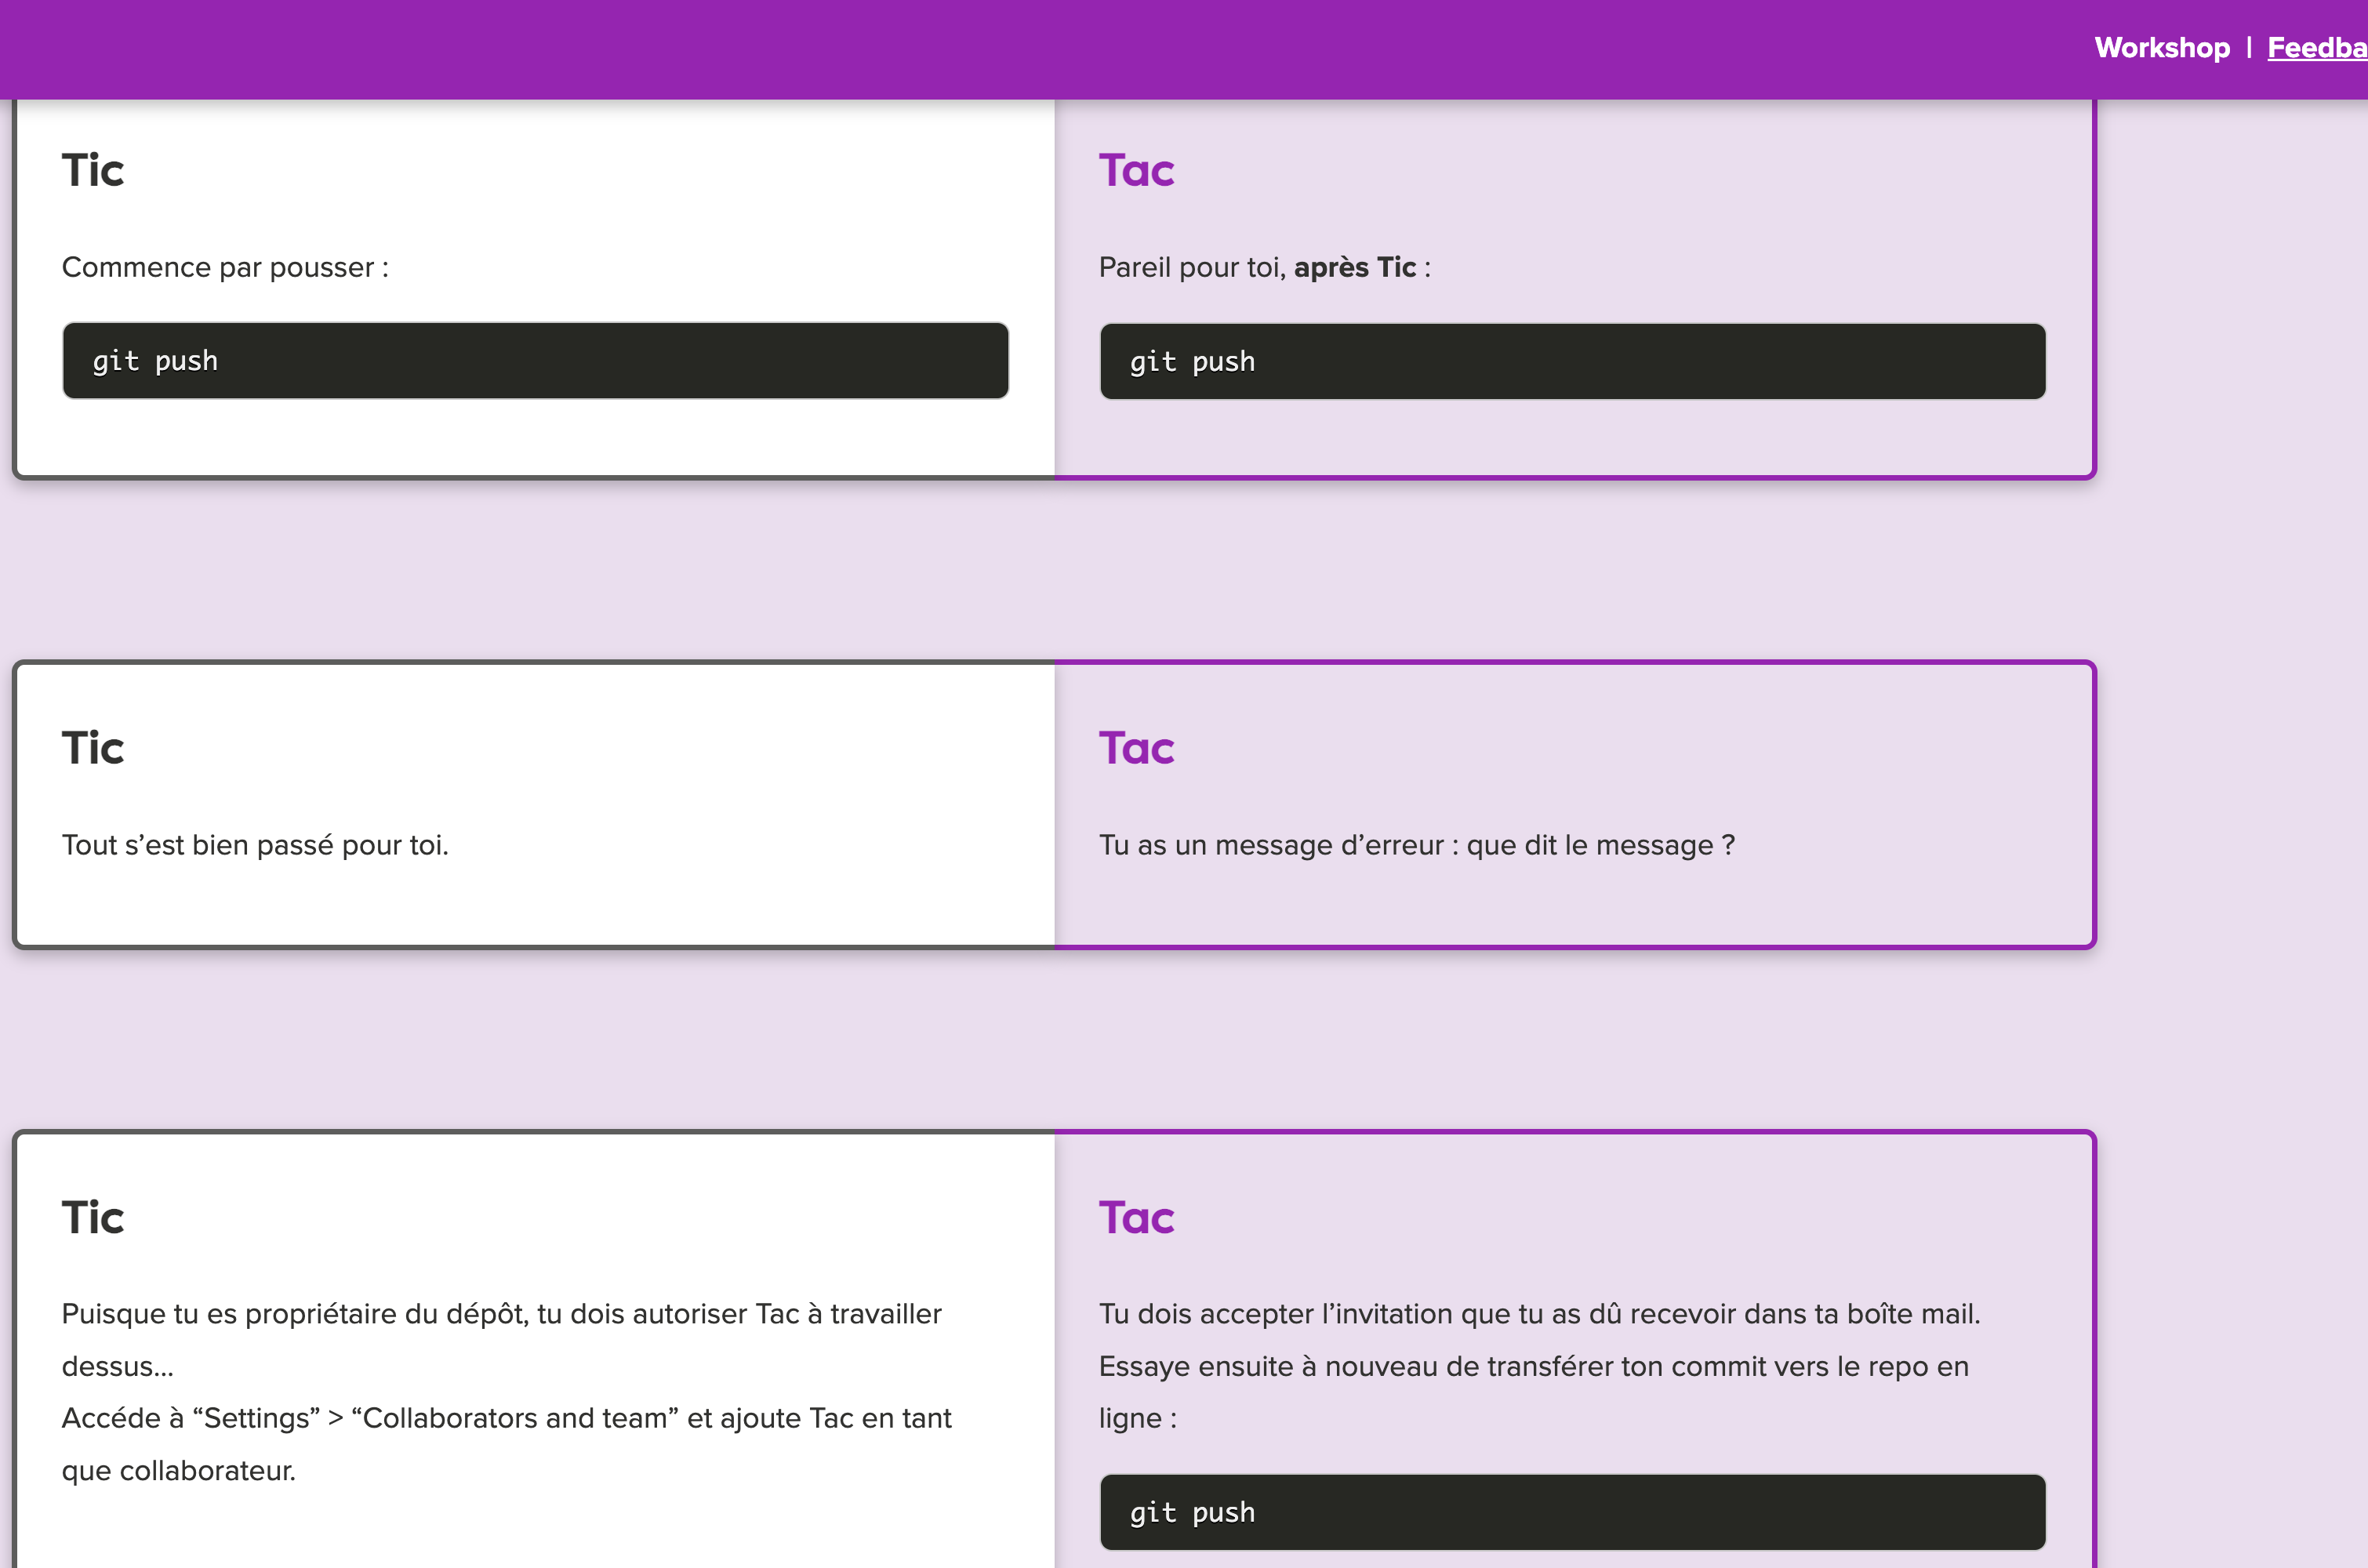 Workshop | Feedba
Tic
Commence par pousser :
git push
Tac
Pareil pour toi, après Tic :
git push
Tic
Tout s’est bien passé pour toi.
Tac
Tu as un message d’erreur : que dit le message ?
Tic
Puisque tu es propriétaire du dépôt, tu dois autoriser Tac à travailler
dessus...
Accéde à “Settings” > “Collaborators and team” et ajoute Tac en tant
que collaborateur.
Tac
Tu dois accepter l’invitation que tu as dû recevoir dans ta boîte mail.
Essaye ensuite à nouveau de transférer ton commit vers le repo en
ligne :
git push